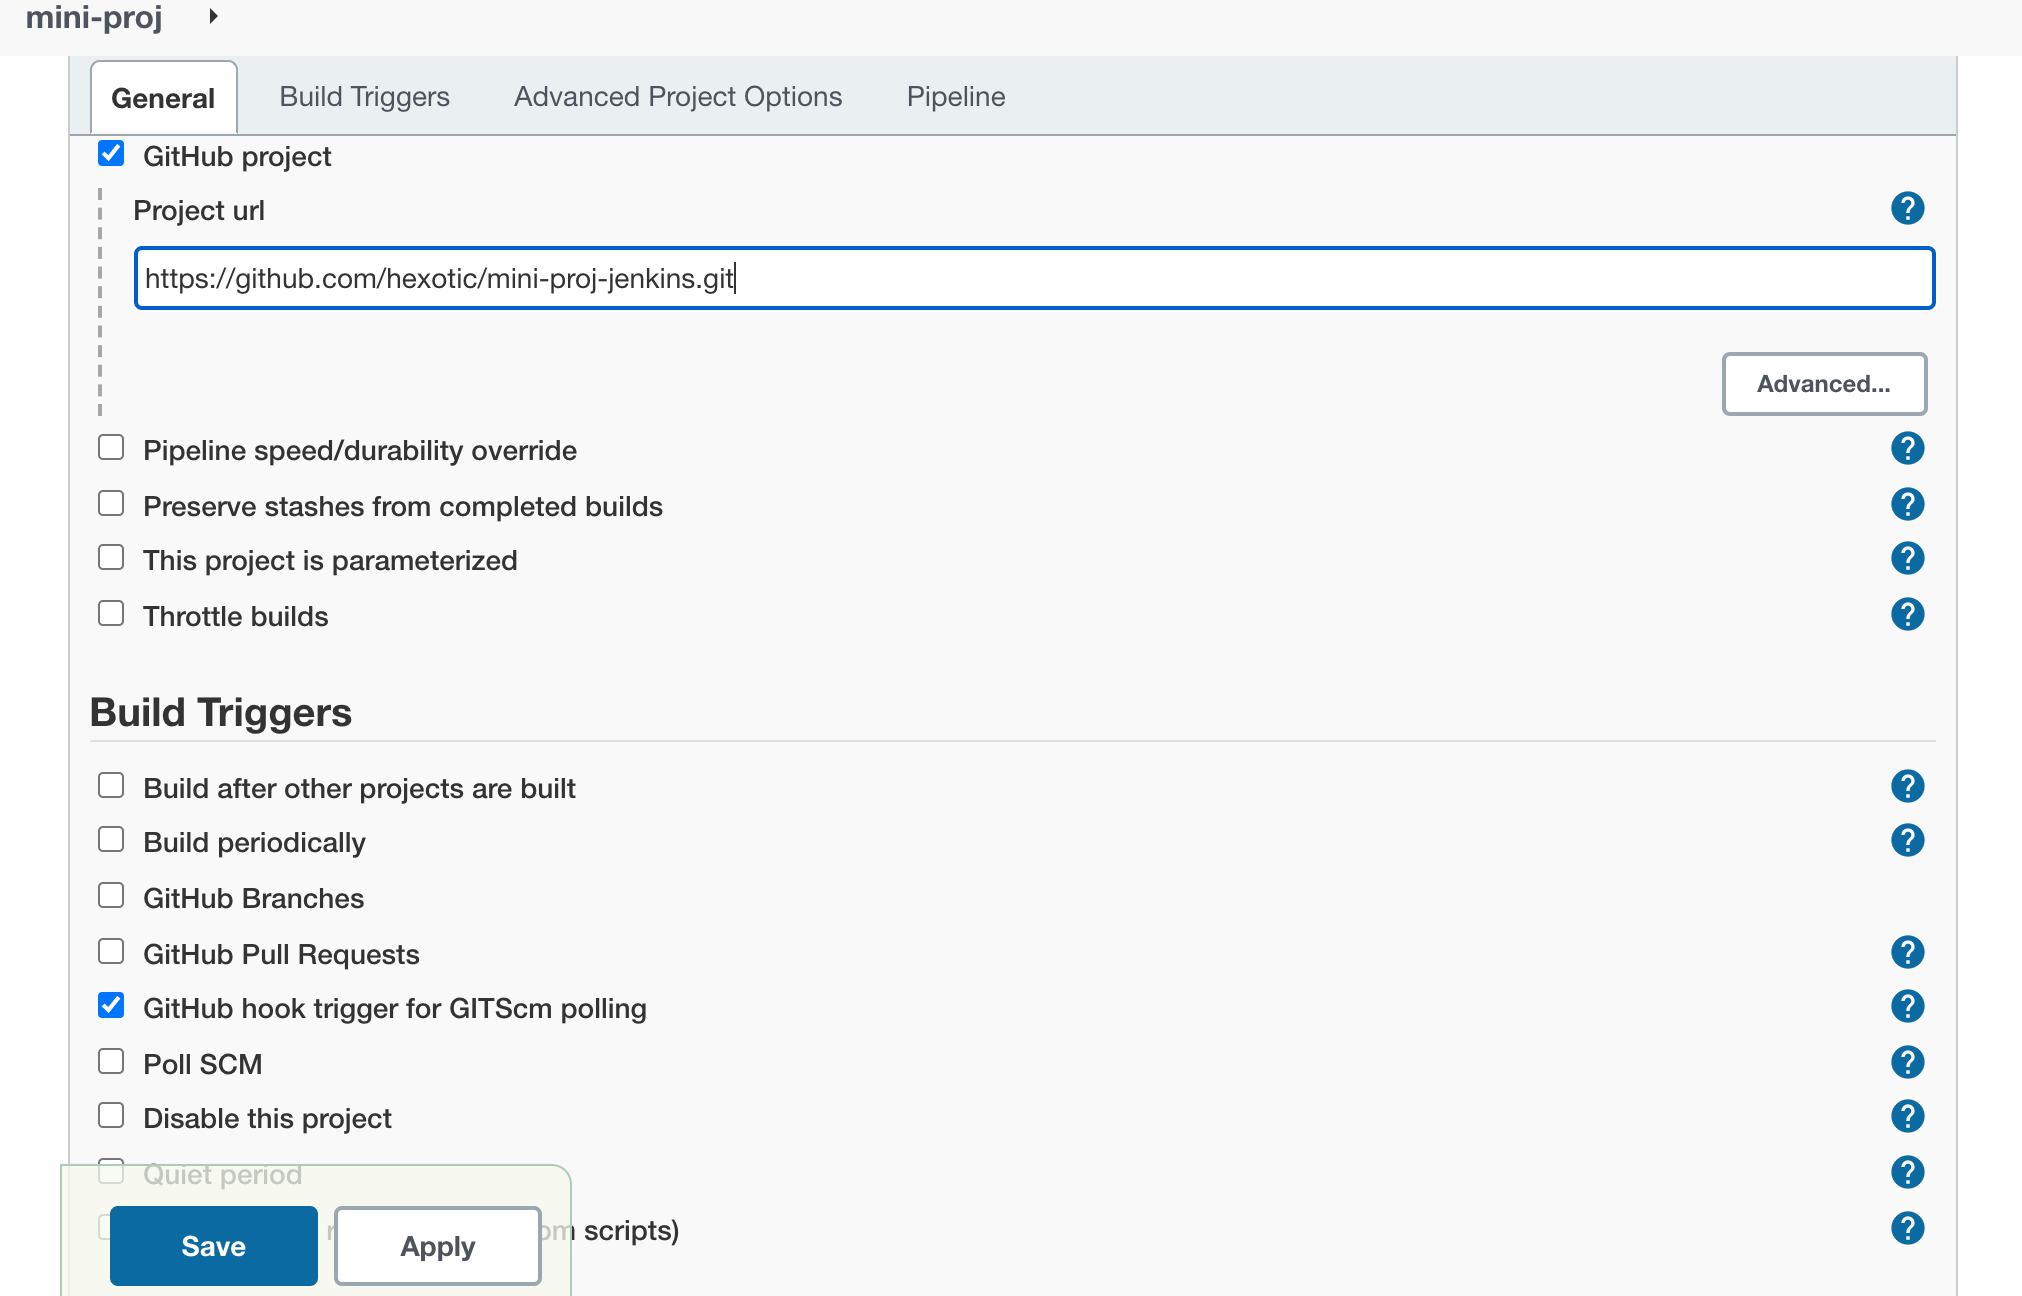 mini-proj
General Build Triggers Advanced Project Options Pipeline
GitHub project
Project url
https://github.com/hexotic/mini-proj-jenkins.git
Advanced...
Pipeline speed/durability override
Preserve stashes from completed builds
This project is parameterized
Throttle builds
Build Triggers
Build after other projects are built
Build periodically
GitHub Branches
GitHub Pull Requests
GitHub hook trigger for GITScm polling
Poll SCM
Disable this project
Quiet period
scripts)
Save Apply